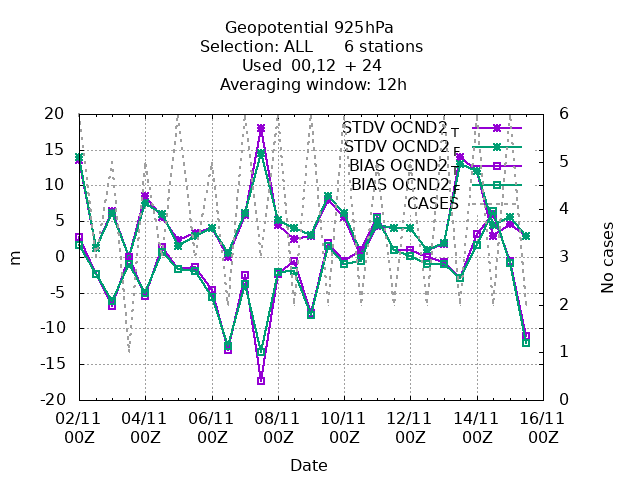 Geopotential 925hPa
Selection: ALL 6 stations
Used 00,12 + 24
Averaging window: 12h
STDV OCND2 T
STDV OCND2
BIAS OCND2
BIAS OCND2
CASES
20
15
10
5
0
-5
-10
-15
-20
m
6
5
4
3
2
1
0
No cases
02/11 04/11 06/11 08/11 10/11 12/11 14/11 16/11
00Z 00Z 00Z 00Z 00Z 00Z 00Z 00Z
Date